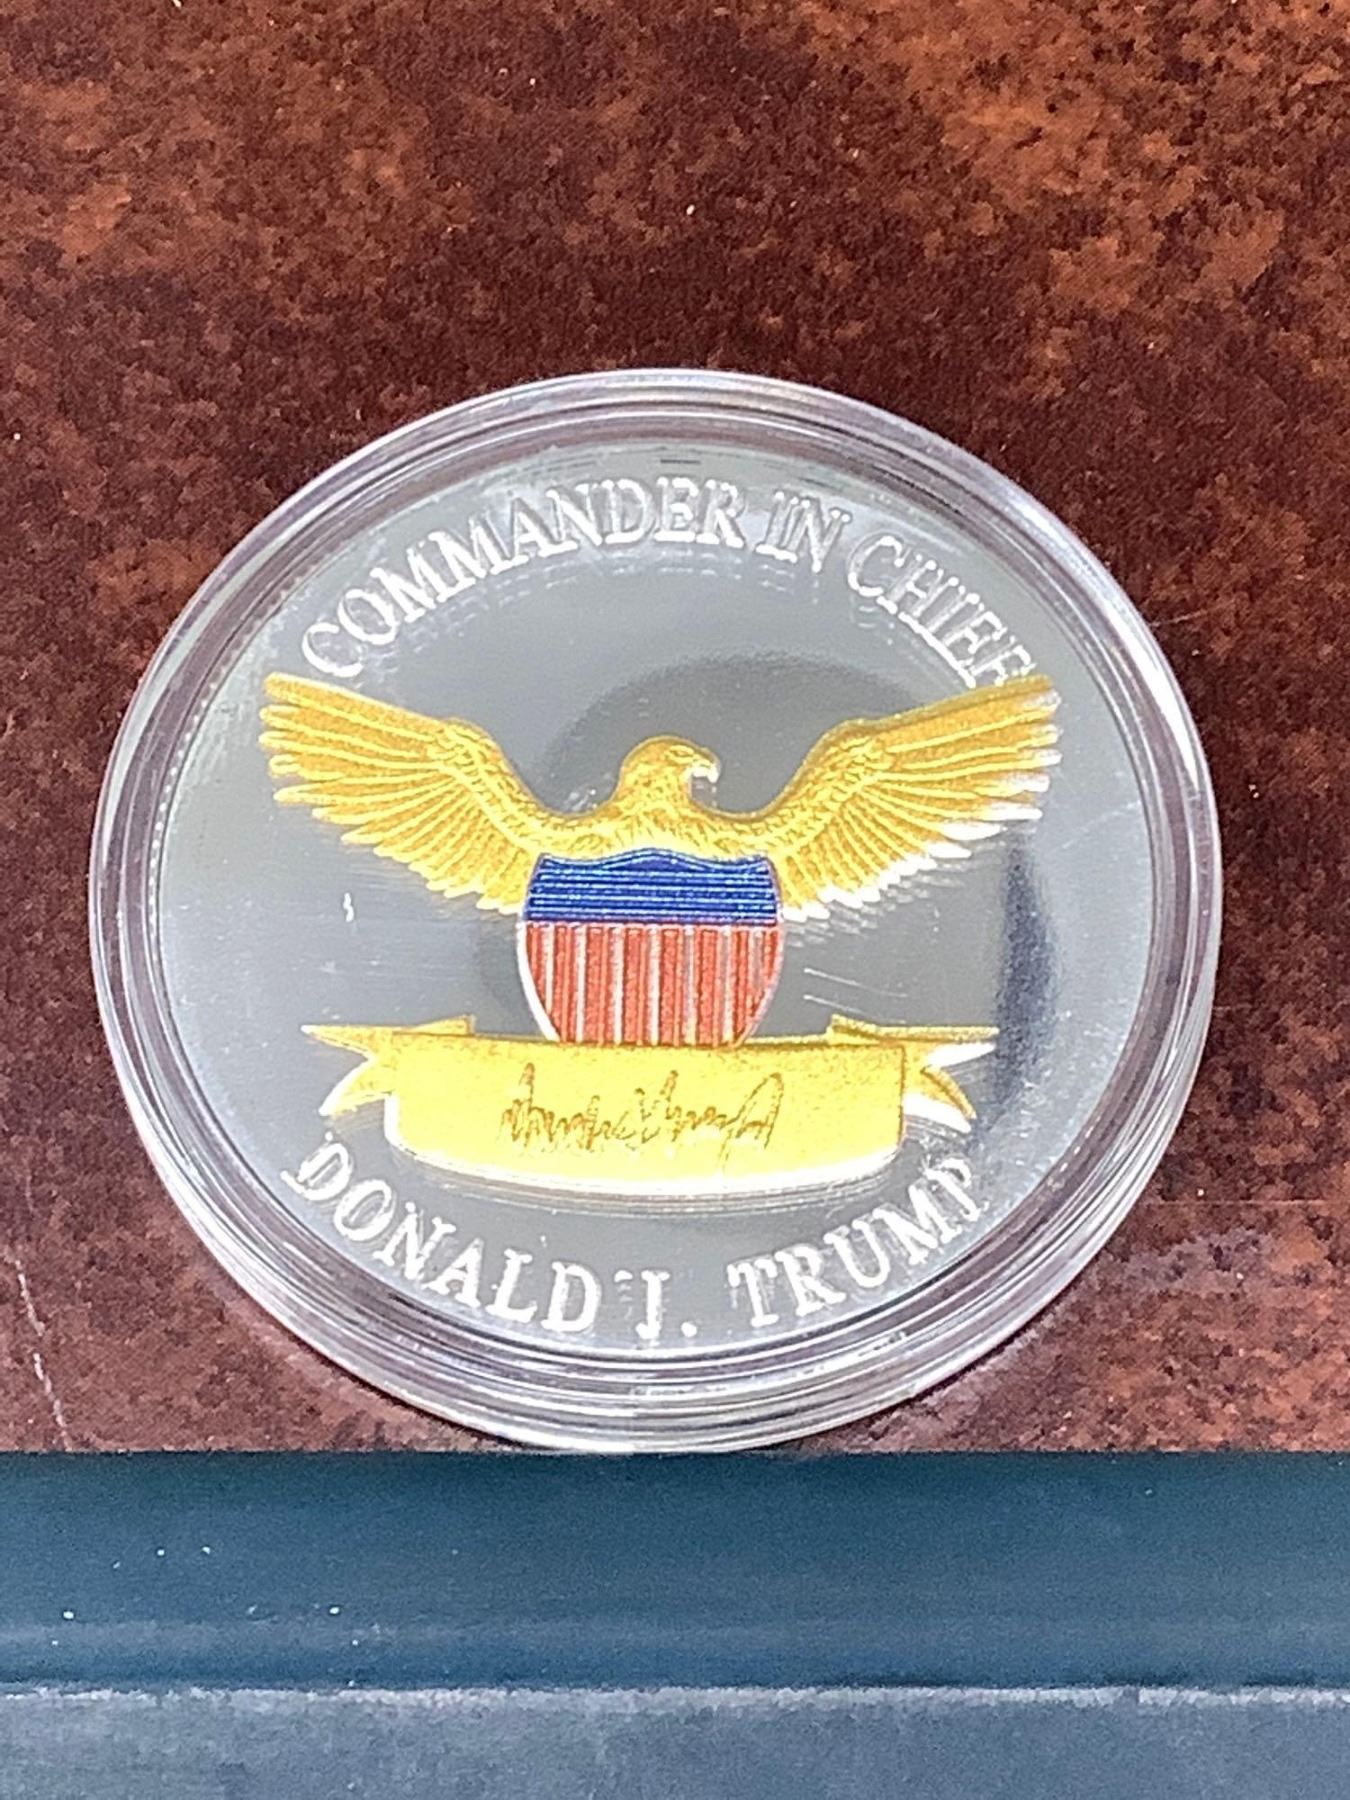 COMMANDER IN CHIEF
DONALD J. TRUMP